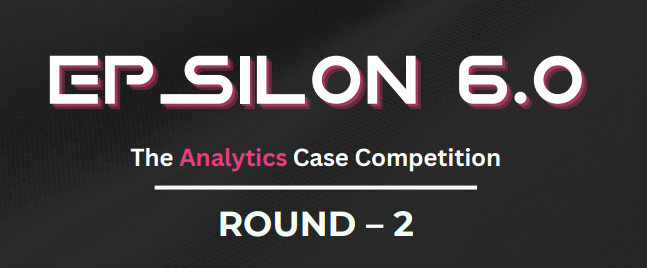 EPSILON 6.0
The Analytics Case Competition
ROUND – 2